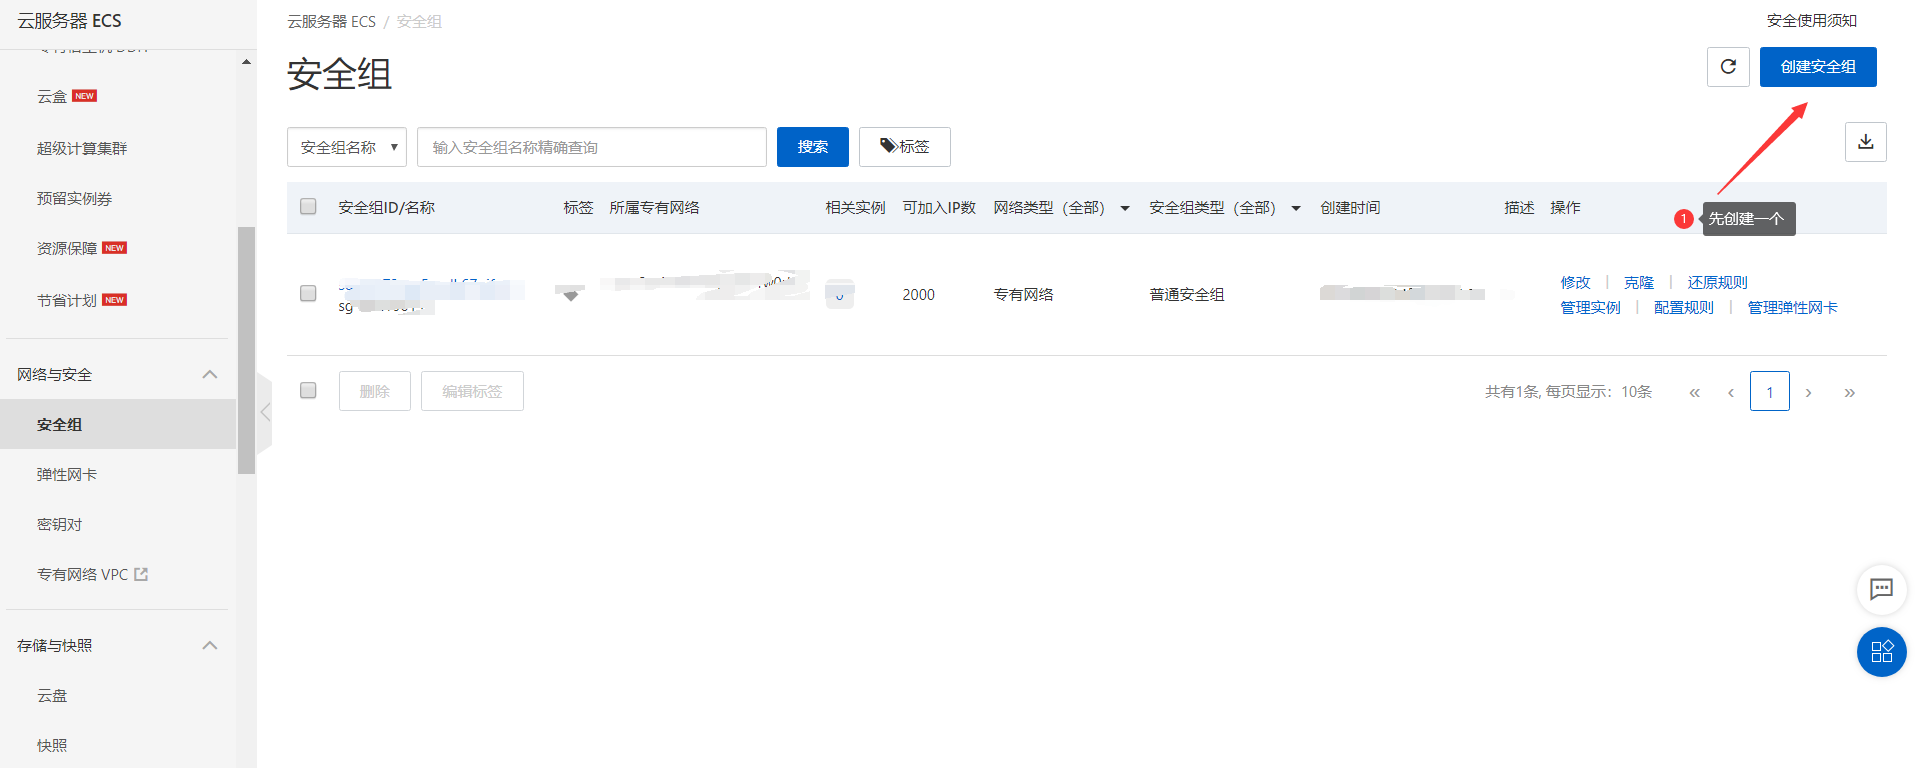 云服务器 ECS
云盒 NEW
超级计算集群
预留实例券
资源保障 NEW
节省计划 NEW
网络与安全
安全组
弹性网卡
密钥对
专有网络 VPC
存储与快照
云盘
快照
云服务器 ECS / 安全组
安全使用须知
安全组
创建安全组
安全组名称
输入安全组名称精确查询
搜索
标签
安全组ID/名称 标签 所属专有网络 相关实例 可加入IP数 网络类型（全部） 安全组类型（全部） 创建时间 描述 操作
1 先创建一个
2000 专有网络 普通安全组
修改 克隆 还原规则
管理实例 配置规则 管理弹性网卡
删除 编辑标签
共有1条, 每页显示：10条 « ‹ 1 › »